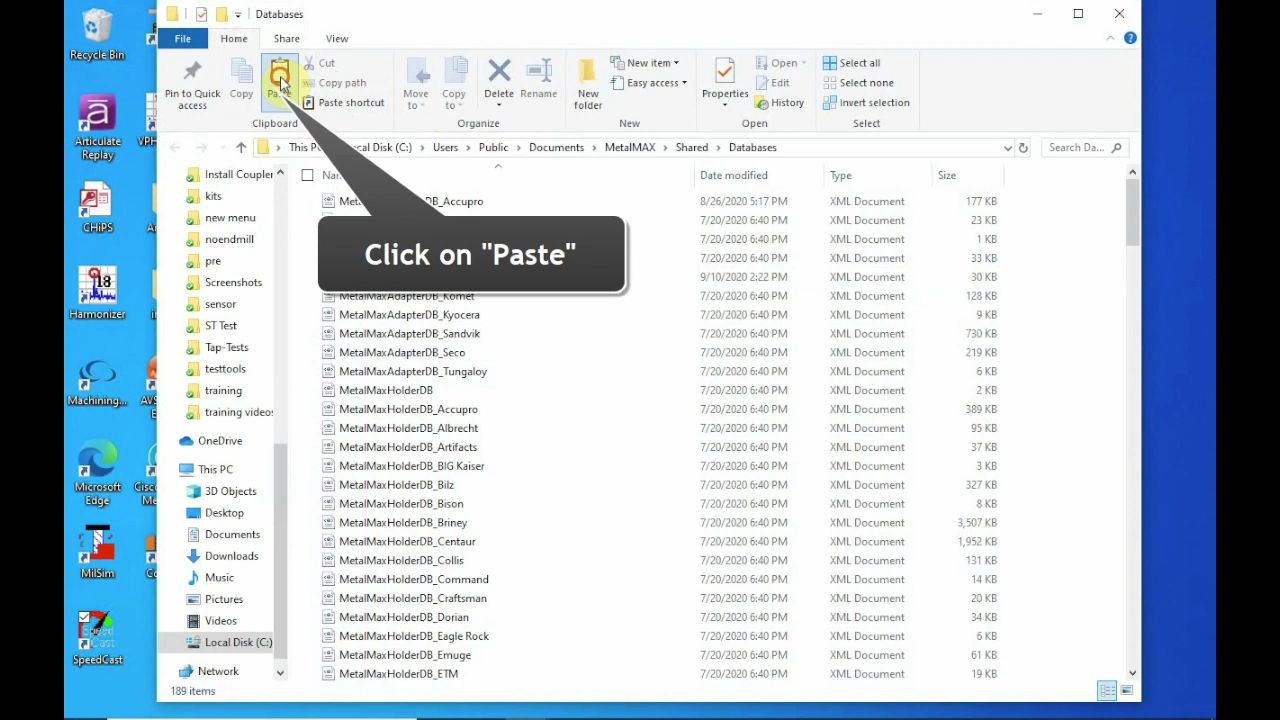 Databases
File
Home
Share
View
Pin to Quick access
Copy
Paste
Cut
Copy path
Paste shortcut
Clipboard
Move to
Copy to
Delete
Rename
Organize
New folder
New item
Easy access
New
Properties
Open
Edit
History
Open
Select all
Select none
Invert selection
Select
Local Disk (C:) > Users > Public > Documents > MetalMAX > Shared > Databases
Search Da...
Date modified
Type
Size
8/26/2020 5:17 PM XML Document 177 KB
7/20/2020 6:40 PM XML Document 23 KB
7/20/2020 6:40 PM XML Document 1 KB
7/20/2020 6:40 PM XML Document 33 KB
9/10/2020 2:22 PM XML Document 30 KB
MetalMaxAdapterDB_Komet 7/20/2020 6:40 PM XML Document 128 KB
MetalMaxAdapterDB_Kyocera 7/20/2020 6:40 PM XML Document 9 KB
MetalMaxAdapterDB_Sandvik 7/20/2020 6:40 PM XML Document 730 KB
MetalMaxAdapterDB_Seco 7/20/2020 6:40 PM XML Document 219 KB
MetalMaxAdapterDB_Tungaloy 7/20/2020 6:40 PM XML Document 6 KB
MetalMaxHolderDB 7/20/2020 6:40 PM XML Document 2 KB
MetalMaxHolderDB_Accupro 7/20/2020 6:40 PM XML Document 389 KB
MetalMaxHolderDB_Albrecht 7/20/2020 6:40 PM XML Document 95 KB
MetalMaxHolderDB_Artifacts 7/20/2020 6:40 PM XML Document 37 KB
MetalMaxHolderDB_BIG Kaiser 7/20/2020 6:40 PM XML Document 3 KB
MetalMaxHolderDB_Bilz 7/20/2020 6:40 PM XML Document 327 KB
MetalMaxHolderDB_Bison 7/20/2020 6:40 PM XML Document 8 KB
MetalMaxHolderDB_Briney 7/20/2020 6:40 PM XML Document 3,507 KB
MetalMaxHolderDB_Centaur 7/20/2020 6:40 PM XML Document 1,952 KB
MetalMaxHolderDB_Collis 7/20/2020 6:40 PM XML Document 131 KB
MetalMaxHolderDB_Command 7/20/2020 6:40 PM XML Document 14 KB
MetalMaxHolderDB_Craftsman 7/20/2020 6:40 PM XML Document 20 KB
MetalMaxHolderDB_Dorian 7/20/2020 6:40 PM XML Document 34 KB
MetalMaxHolderDB_Eagle Rock 7/20/2020 6:40 PM XML Document 6 KB
MetalMaxHolderDB_Emuge 7/20/2020 6:40 PM XML Document 61 KB
MetalMaxHolderDB_ETM 7/20/2020 6:40 PM XML Document 19 KB
Click on "Paste"
Install Coupler
kits
new menu
noendmill
pre
Screenshots
sensor
ST Test
Tap-Tests
testtools
training
training videos
OneDrive
This PC
3D Objects
Desktop
Documents
Downloads
Music
Pictures
Videos
Local Disk (C:)
Network
189 items
Recycle Bin
Articulate Replay
CHiPS
18
Harmonizer
Machining...
Microsoft Edge
MilSim
SpeedCast